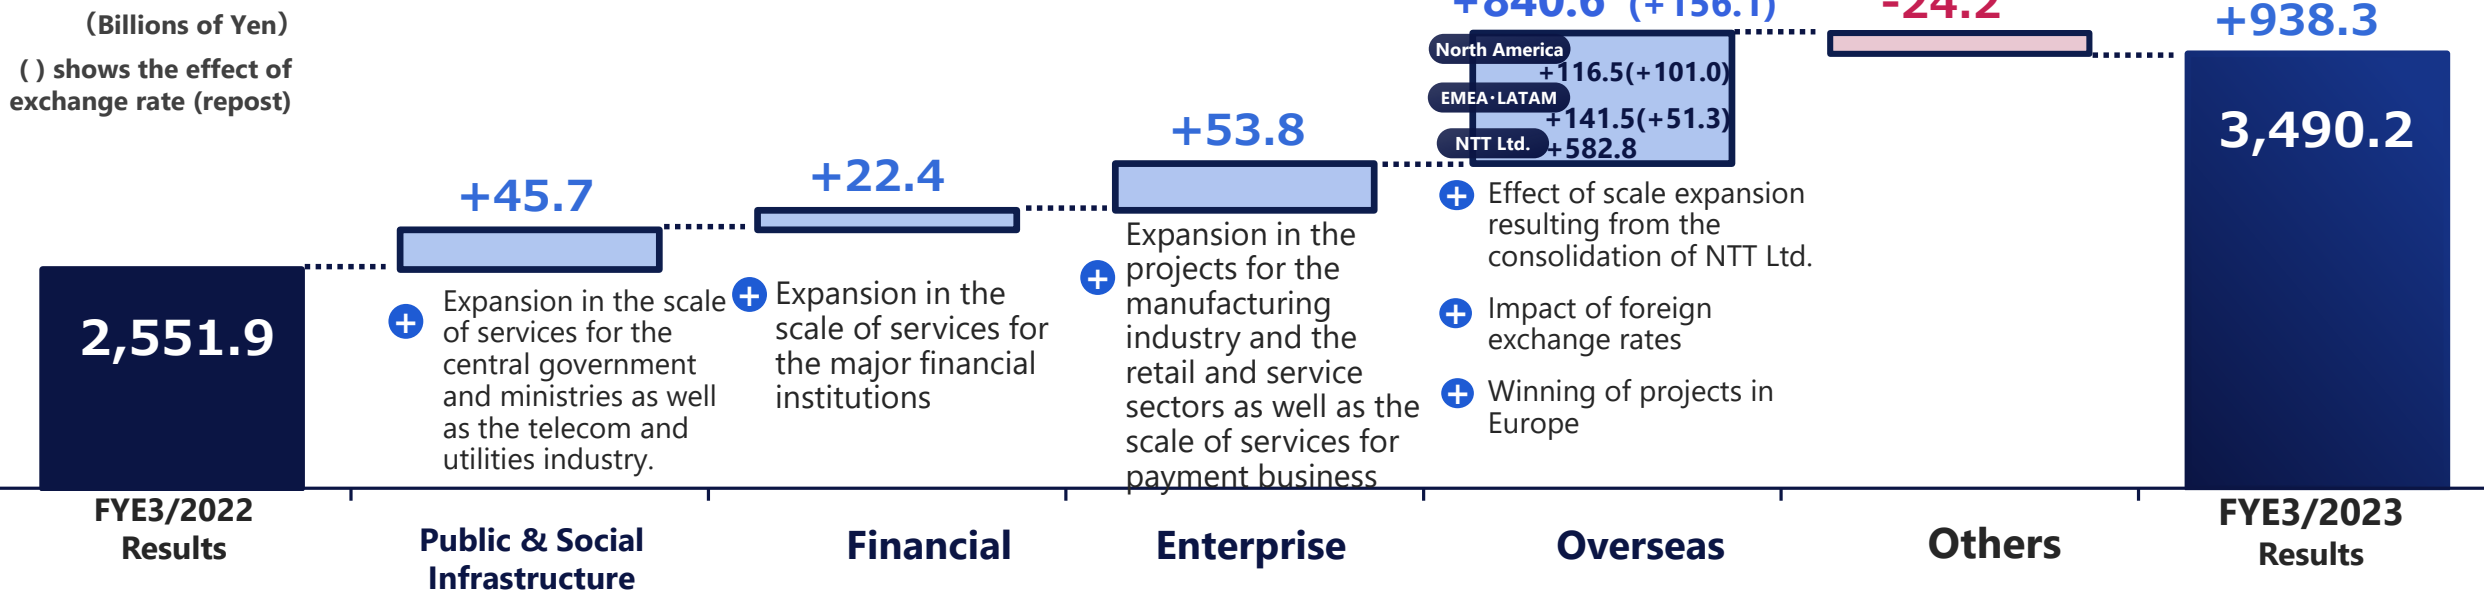 (Billions of Yen)
( ) shows the effect of
exchange rate (repost)
2,551.9
+45.7
Expansion in the scale
of services for the
central government
and ministries as well
as the telecom and
utilities industry.
+22.4
Expansion in the
scale of services for
the major financial
institutions
+53.8
Expansion in the
projects for the
manufacturing
industry and the
retail and service
sectors as well as the
scale of services for
payment business
+840.6 (+156.1)
North America
+116.5(+101.0)
EMEA･LATAM
+141.5(+51.3)
NTT Ltd.
+582.8
Effect of scale expansion
resulting from the
consolidation of NTT Ltd.
Impact of foreign
exchange rates
Winning of projects in
Europe
-24.2
+938.3
3,490.2
FYE3/2022
Results
Public & Social
Infrastructure
Financial
Enterprise
Overseas
Others
FYE3/2023
Results